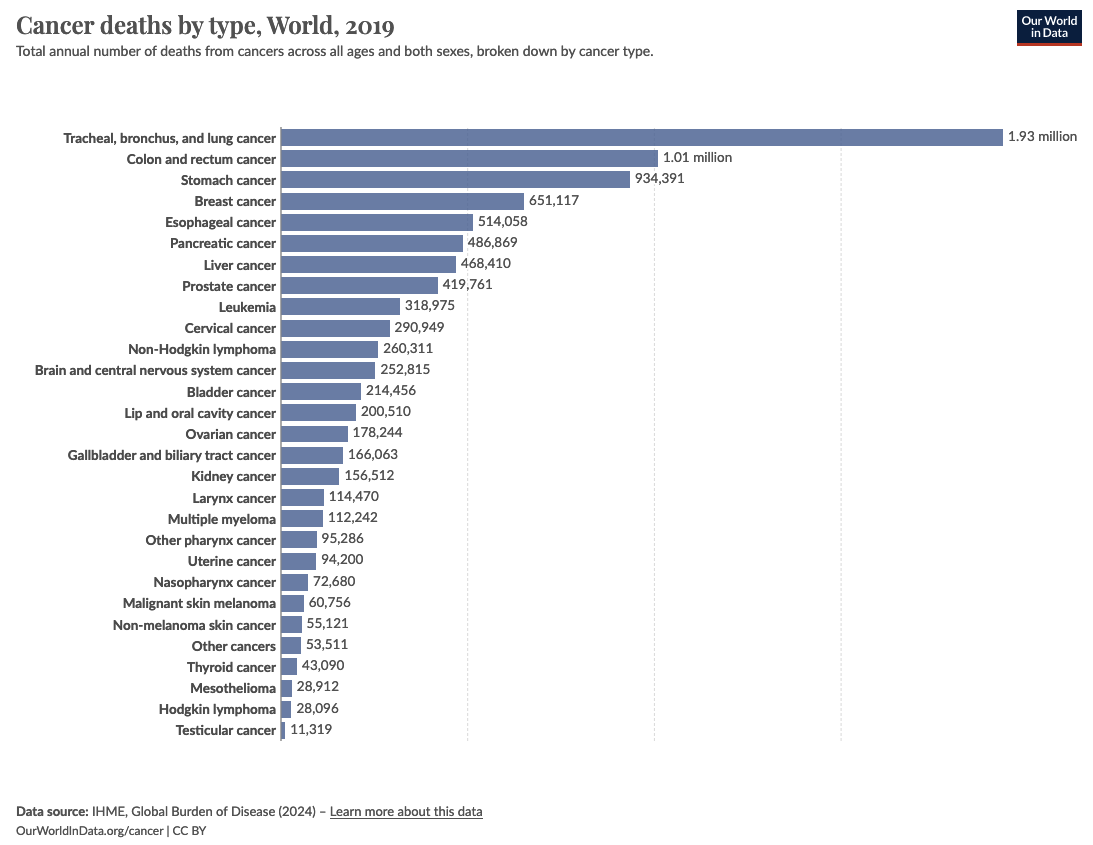 Cancer deaths by type, World, 2019
Our World
in Data
Total annual number of deaths from cancers across all ages and both sexes, broken down by cancer type.
Tracheal, bronchus, and lung cancer 1.93 million
Colon and rectum cancer 1.01 million
Stomach cancer 934,391
Breast cancer 651,117
Esophageal cancer 514,058
Pancreatic cancer 486,869
Liver cancer 468,410
Prostate cancer 419,761
Leukemia 318,975
Cervical cancer 290,949
Non-Hodgkin lymphoma 260,311
Brain and central nervous system cancer 252,815
Bladder cancer 214,456
Lip and oral cavity cancer 200,510
Ovarian cancer 178,244
Gallbladder and biliary tract cancer 166,063
Kidney cancer 156,512
Larynx cancer 114,470
Multiple myeloma 112,242
Other pharynx cancer 95,286
Uterine cancer 94,200
Nasopharynx cancer 72,680
Malignant skin melanoma 60,756
Non-melanoma skin cancer 55,121
Other cancers 53,511
Thyroid cancer 43,090
Mesothelioma 28,912
Hodgkin lymphoma 28,096
Testicular cancer 11,319
Data source: IHME, Global Burden of Disease (2024) – Learn more about this data
OurWorldInData.org/cancer | CC BY